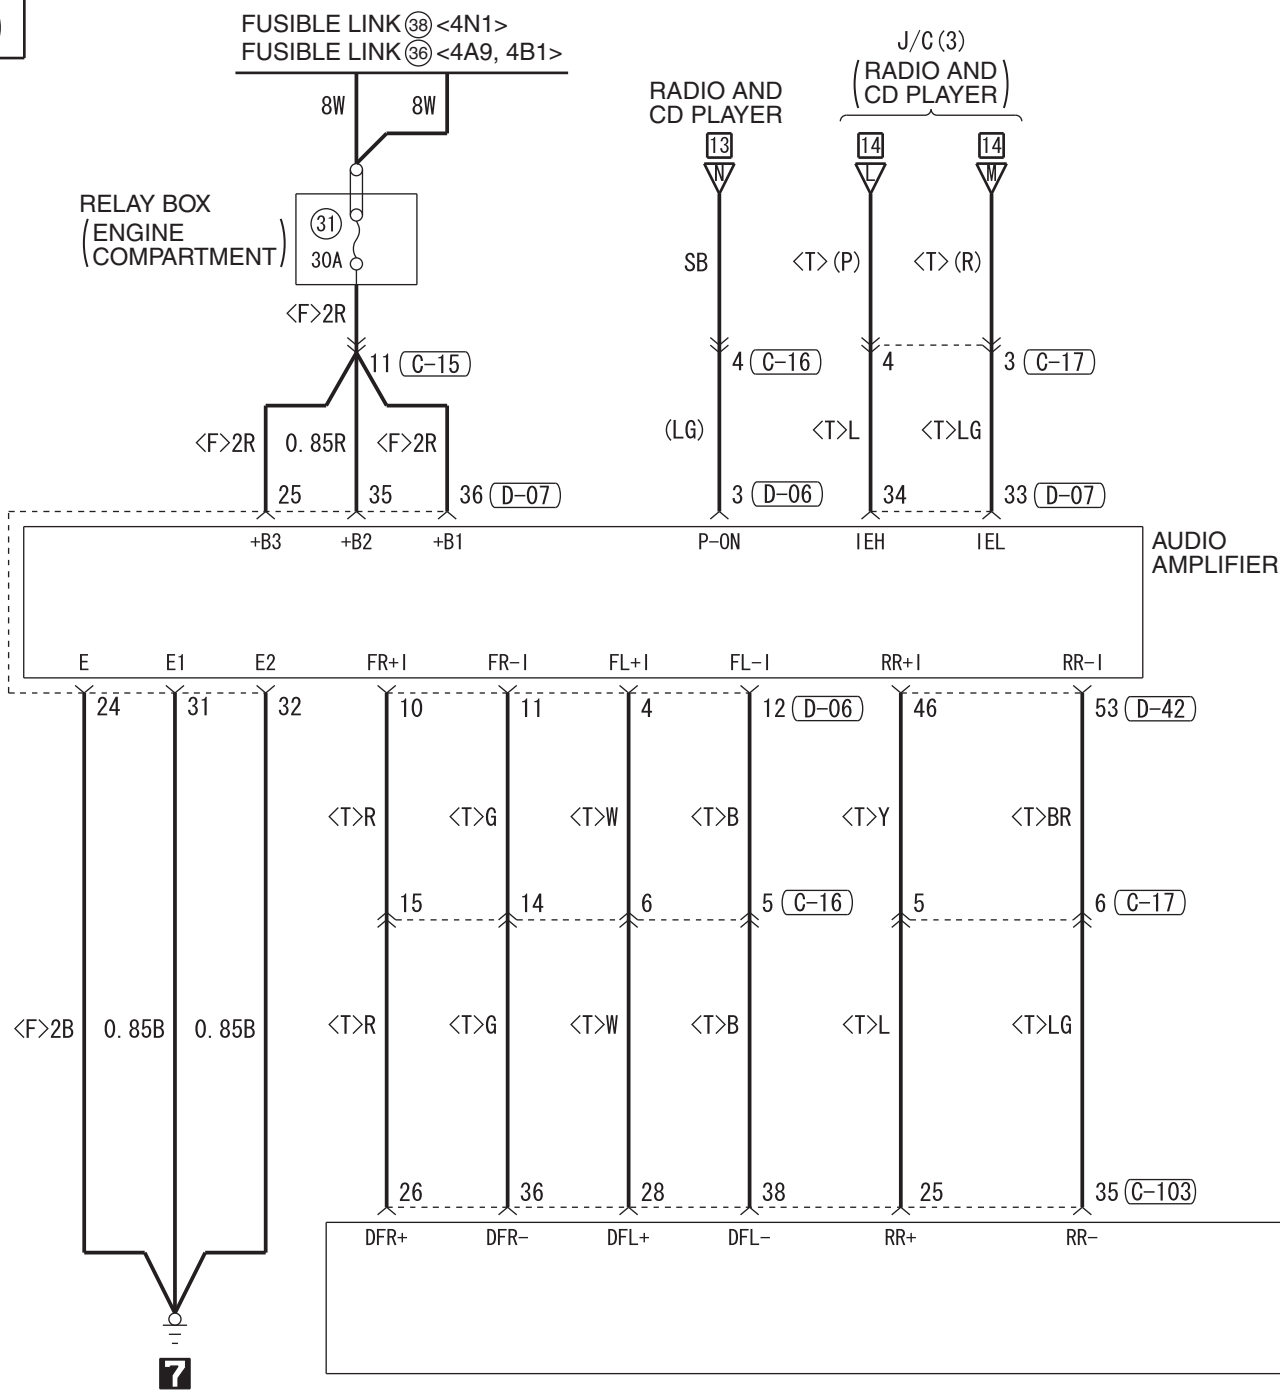 FUSIBLE LINK 38 <4N1>
FUSIBLE LINK 36 <4A9, 4B1>
8W 8W
RELAY BOX
(ENGINE
COMPARTMENT)
31
30A
<F>2R
11 C-15
<F>2R 0.85R <F>2R
25 35 36 D-07
RADIO AND
CD PLAYER
13
N
SB
4 C-16
(LG)
3 D-06
J/C(3)
(RADIO AND
CD PLAYER)
14 14
L M
<T>(P) <T>(R)
4 3 C-17
<T>L <T>LG
34 33 D-07
+B3 +B2 +B1 P-ON IEH IEL
AUDIO
AMPLIFIER
E E1 E2 FR+I FR-I FL+I FL-I RR+I RR-I
24 31 32 10 11 4 12 D-06 46 53 D-42
<T>R <T>G <T>W <T>B <T>Y <T>BR
15 14 6 5 C-16 5 6 C-17
<F>2B 0.85B 0.85B <T>R <T>G <T>W <T>B <T>L <T>LG
26 36 28 38 25 35 C-103
DFR+ DFR- DFL+ DFL- RR+ RR-
7